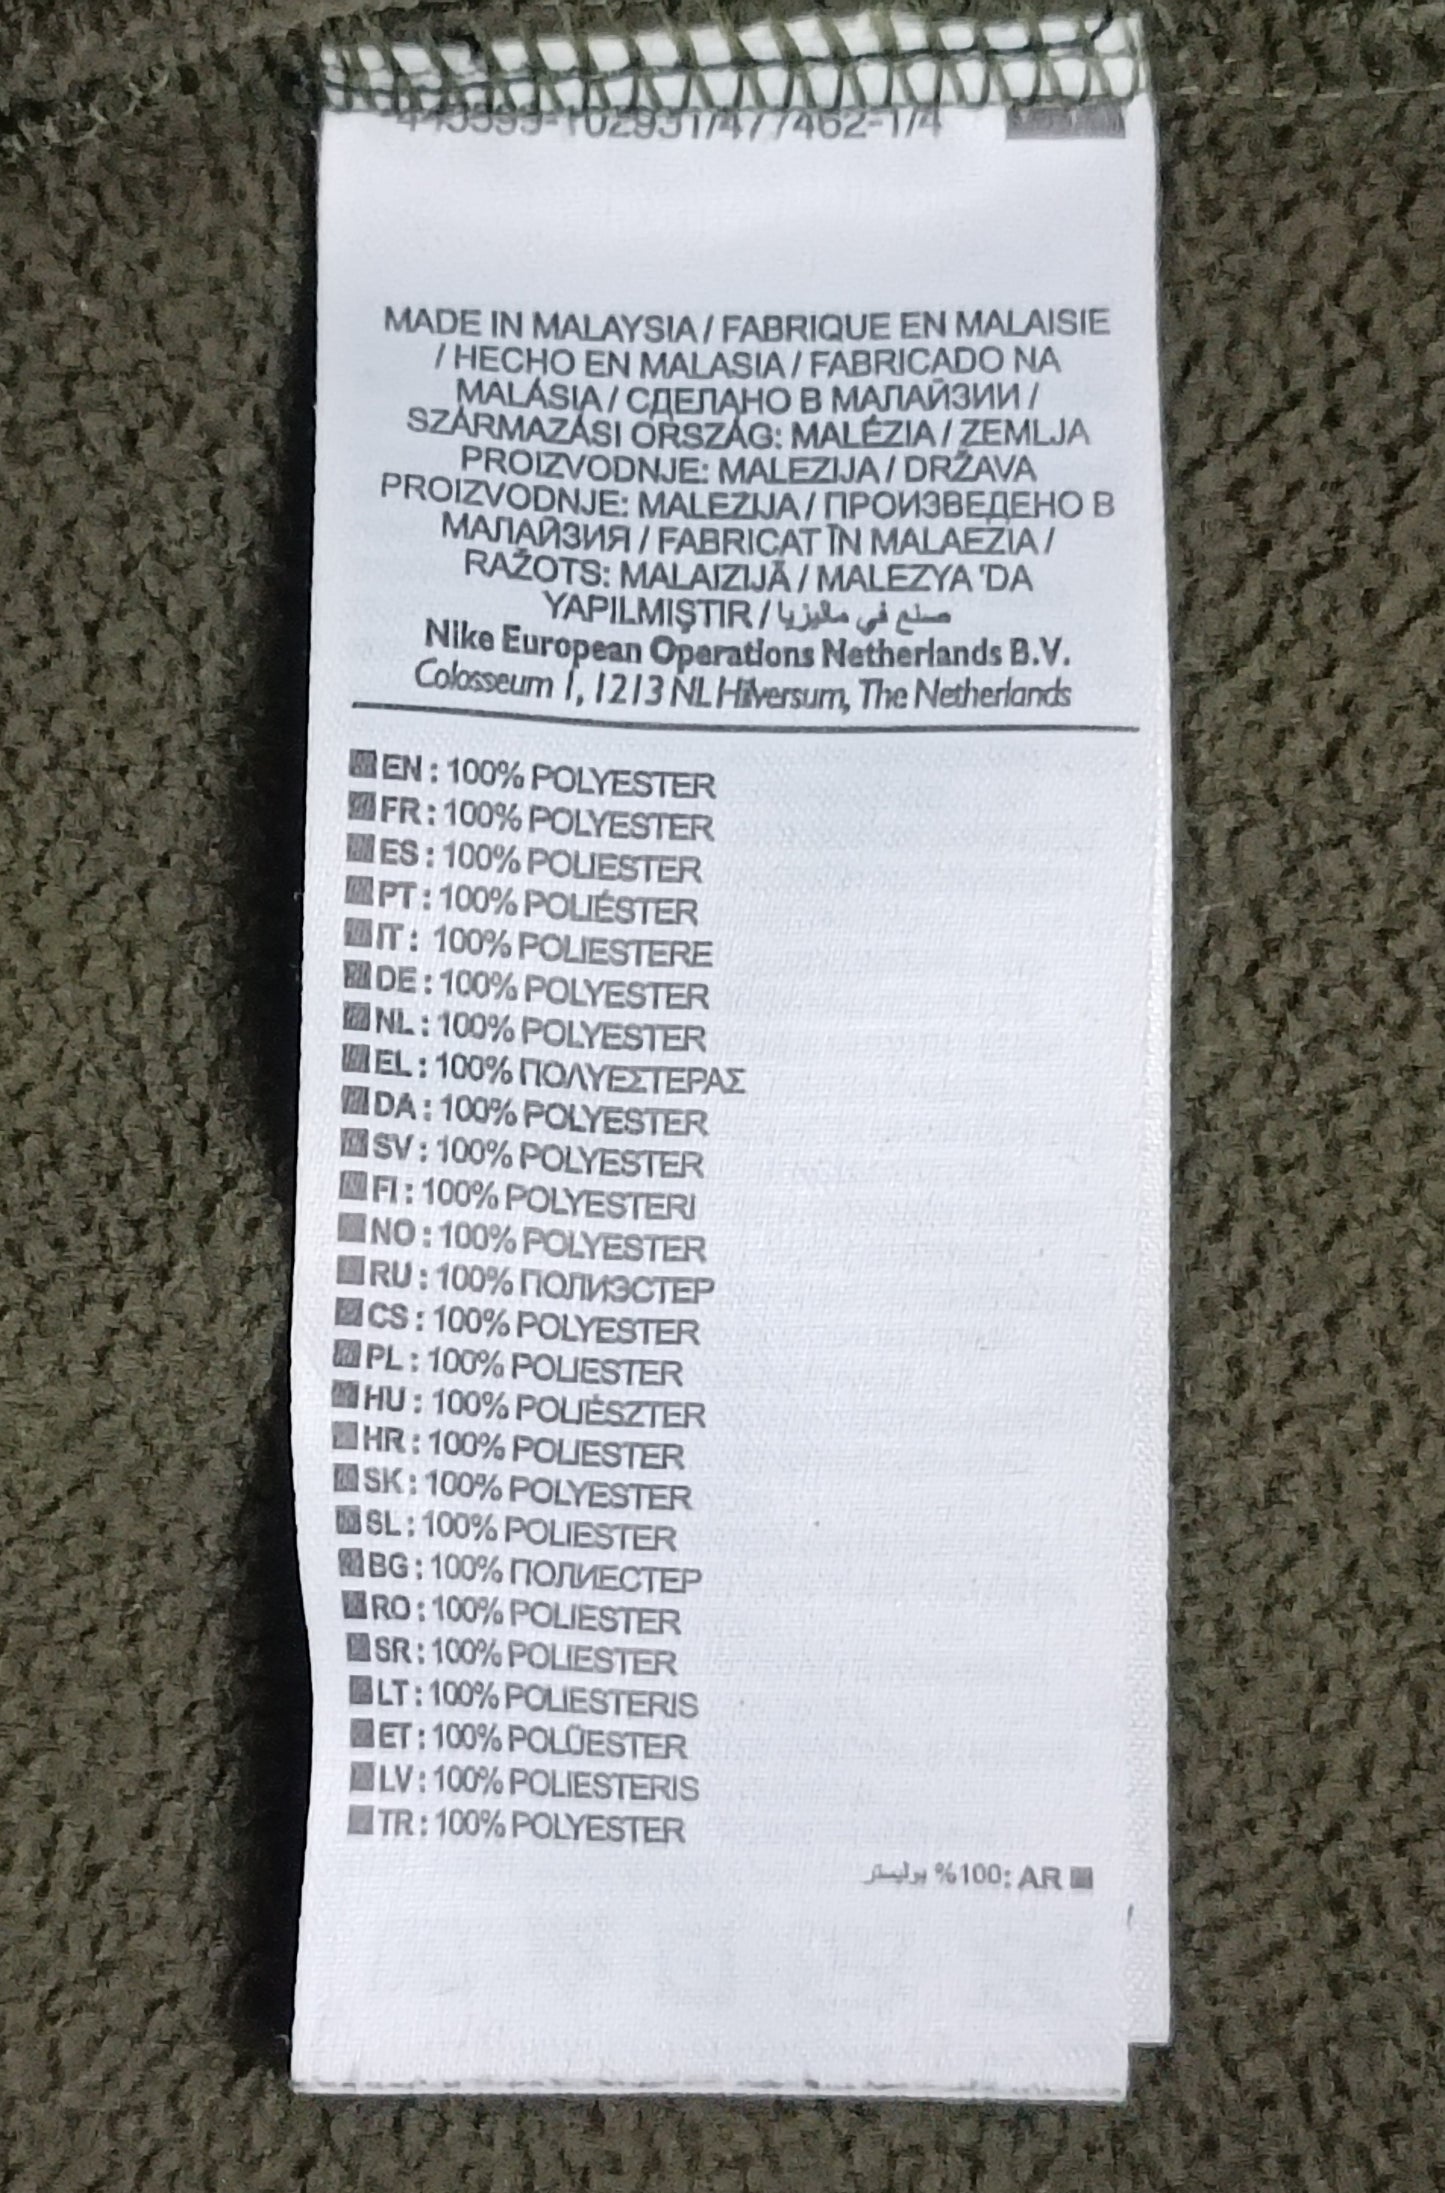 MADE IN MALAYSIA / FABRIQUE EN MALAISIE
/ HECHO EN MALASIA / FABRICADO NA
MALÁSIA / СДЕЛАНО В МАЛАЙЗИИ /
SZÁRMAZÁSI ORSZÁG: MALÉZIA / ZEMLJA
PROIZVODNJE: MALEZIJA / DRŽAVA
PROIZVODNJE: MALEZIJA / ПРОИЗВЕДЕНО В
МАЛАЙЗИЯ / FABRICAT ÎN MALAEZIA /
RAŽOTS: MALAIZIJĀ / MALEZYA 'DA
YAPILMIŞTIR / صنع في ماليزيا
Nike European Operations Netherlands B.V.
Colosseum 1, 1213 NL Hilversum, The Netherlands
EN : 100% POLYESTER
FR : 100% POLYESTER
ES : 100% POLIESTER
PT : 100% POLIÉSTER
IT : 100% POLIESTERE
DE : 100% POLYESTER
NL : 100% POLYESTER
EL : 100% ΠΟΛΥΕΣΤΕΡΑΣ
DA : 100% POLYESTER
SV : 100% POLYESTER
FI : 100% POLYESTERI
NO : 100% POLYESTER
RU : 100% ПОЛИЭСТЕР
CS : 100% POLYESTER
PL : 100% POLIESTER
HU : 100% POLIÉSZTER
HR : 100% POLIESTER
SK : 100% POLYESTER
SL : 100% POLIESTER
BG : 100% ПОЛИЕСТЕР
RO : 100% POLIESTER
SR : 100% POLIESTER
LT : 100% POLIESTERIS
ET : 100% POLÜESTER
LV : 100% POLIESTERIS
TR : 100% POLYESTER
AR :100% بوليستر